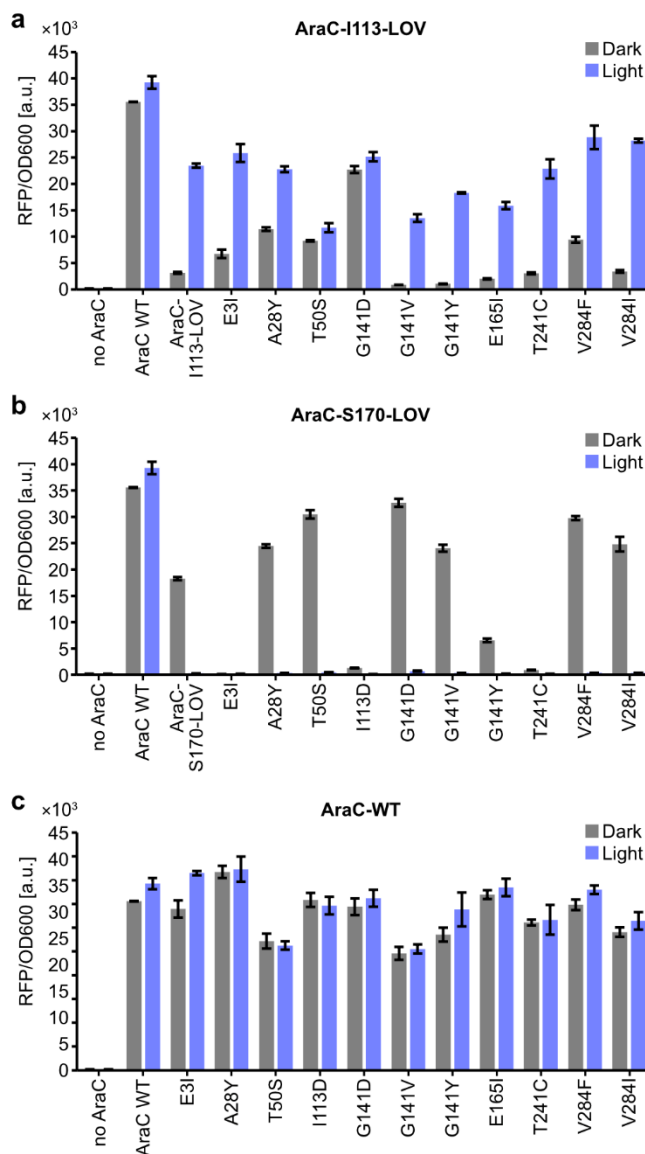 a
AraC-I113-LOV
×10³
Dark
Light
45
40
35
30
25
20
15
10
5
0
RFP/OD600 [a.u.]
no AraC
AraC WT
AraC-
I113-LOV
E3I
A28Y
T50S
G141D
G141V
G141Y
E165I
T241C
V284F
V284I
b
AraC-S170-LOV
×10³
Dark
Light
45
40
35
30
25
20
15
10
5
0
RFP/OD600 [a.u.]
no AraC
AraC WT
AraC-
S170-LOV
E3I
A28Y
T50S
I113D
G141D
G141V
G141Y
T241C
V284F
V284I
c
AraC-WT
×10³
Dark
Light
45
40
35
30
25
20
15
10
5
0
RFP/OD600 [a.u.]
no AraC
AraC WT
E3I
A28Y
T50S
I113D
G141D
G141V
G141Y
E165I
T241C
V284F
V284I